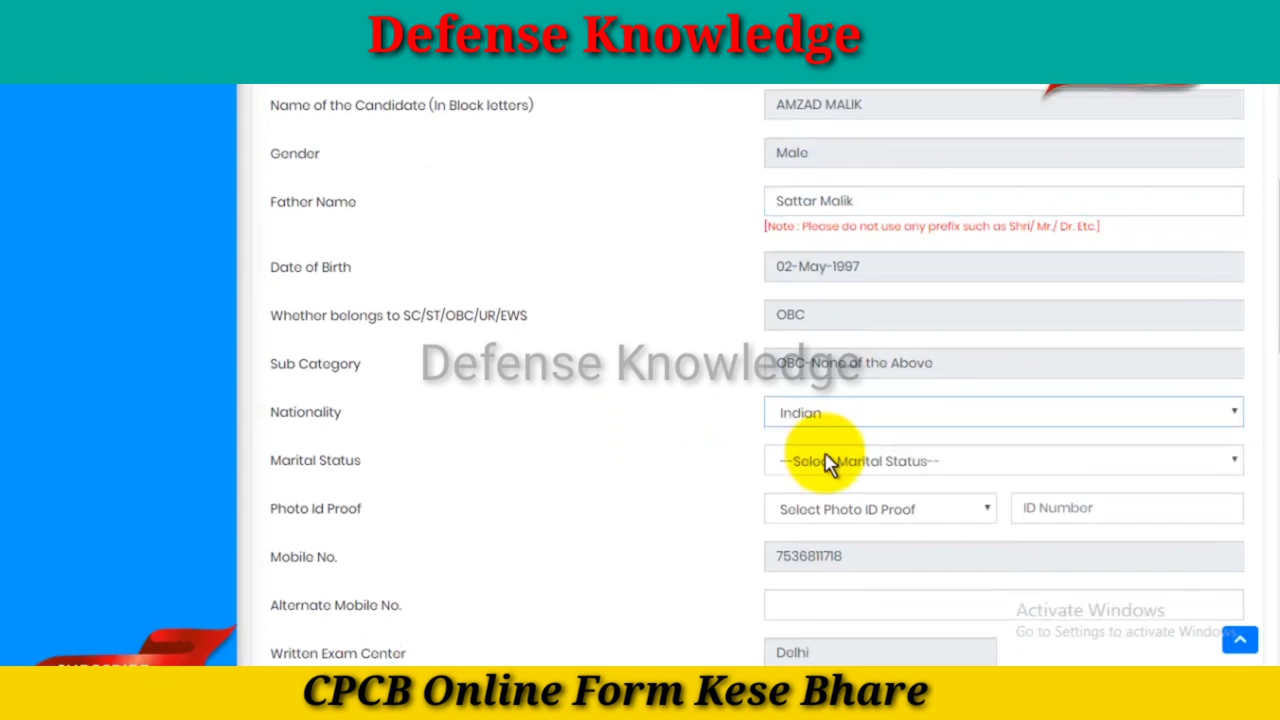 Defense Knowledge
Name of the Candidate (In Block letters) AMZAD MALIK
Gender Male
Father Name Sattar Malik
[Note : Please do not use any prefix such as Shri/ Mr./ Dr. Etc.]
Date of Birth 02-May-1997
Whether belongs to SC/ST/OBC/UR/EWS OBC
Sub Category OBC-None of the Above
Defense Knowledge
Nationality Indian
Marital Status --Select Marital Status--
Photo Id Proof Select Photo ID Proof ID Number
Mobile No. 7536811718
Alternate Mobile No.
Activate Windows
Go to Settings to activate Windows.
Written Exam Center Delhi
SUBSCRIBE
CPCB Online Form Kese Bhare